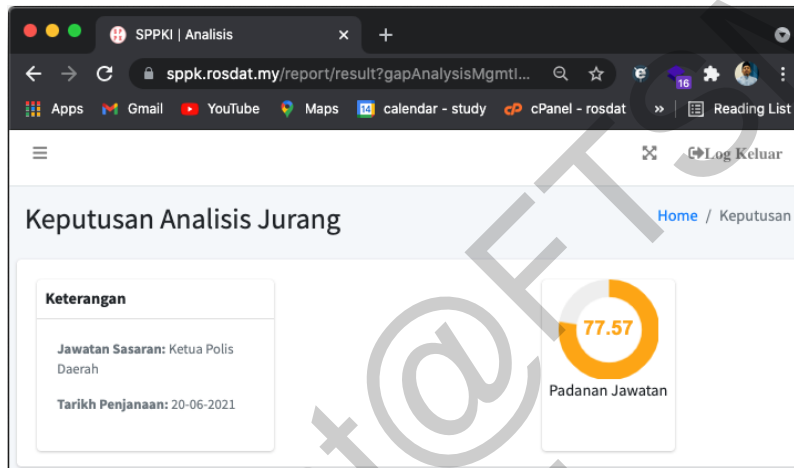 SPPKI | Analisis
sppk.rosdat.my/report/result?gapAnalysisMgmtI...
16
Apps
Gmail
YouTube
Maps
14
calendar - study
cP
cPanel - rosdat
»
Reading List
Log Keluar
Keputusan Analisis Jurang
Home / Keputusan
Keterangan
Jawatan Sasaran: Ketua Polis
Daerah
Tarikh Penjanaan: 20-06-2021
77.57
Padanan Jawatan
t@FTSM